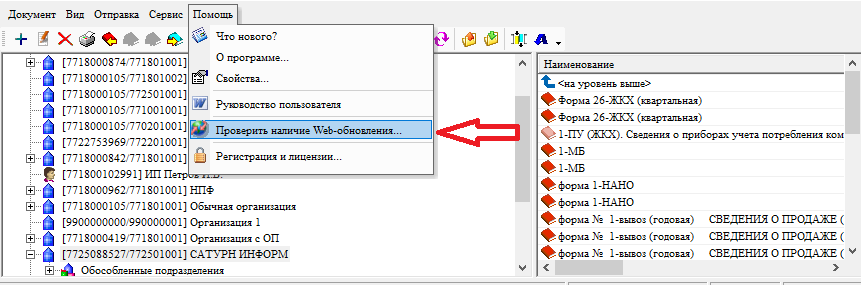 Документ Вид Отправка Сервис Помощь
Что нового?
О программе...
Свойства...
Руководство пользователя
Проверить наличие Web-обновления...
Регистрация и лицензии...
[7718000874/771801001]
[7718000105/771801002]
[7718000105/772501001]
[7718000105/771001001]
[7718000105/770201001]
[7722753969/772201001]
[7718000842/771801001]
[771800102991] ИП Петров П.В.
[7718000962/771801001] НПФ
[7718000105/771801001] Обычная организация
[9900000000/990000001] Организация 1
[7718000419/771801001] Организация с ОП
[7725088527/772501001] САТУРН ИНФОРМ
Обособленные подразделения
Наименование
<на уровень выше>
Форма 26-ЖКХ (квартальная)
Форма 26-ЖКХ (квартальная)
1-ПУ (ЖКХ). Сведения о приборах учета потребления ком
1-МБ
1-МБ
форма 1-НАНО
форма 1-НАНО
форма № 1-вывоз (годовая) СВЕДЕНИЯ О ПРОДАЖЕ (
форма № 1-вывоз (годовая) СВЕДЕНИЯ О ПРОДАЖЕ (
форма № 1-вывоз (годовая) СВЕДЕНИЯ О ПРОДАЖЕ (